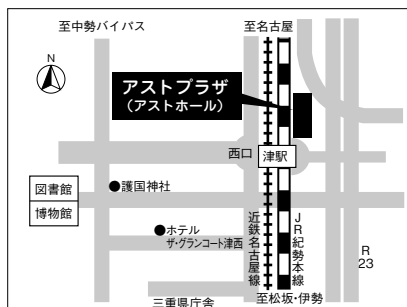 至中勢バイパス
至名古屋
N
アストプラザ
(アストホール)
西口
津駅
図書館
博物館
●護国神社
●ホテル
ザ・グランコート津西
近鉄名古屋線
JR紀勢本線
R
23
三重県庁舎
至松坂・伊勢